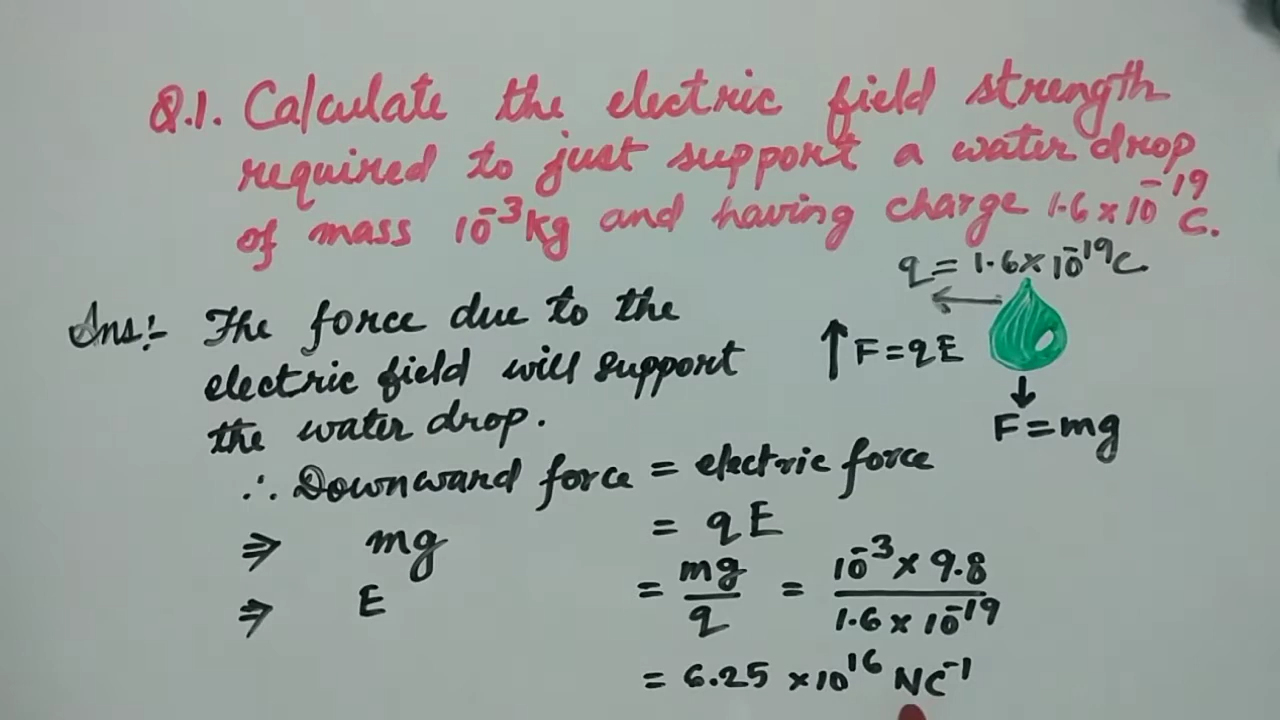 Q.1. Calculate the electric field strength
required to just support a water drop
of mass 10⁻³ kg and having charge 1.6 × 10⁻¹⁹ C.
q = 1.6 × 10⁻¹⁹ C
Ans:- The force due to the
electric field will support
the water drop.
↑ F = qE
↓
F = mg
∴ Downward force = electric force
⇒ mg = qE
⇒ E = mg/q = 10⁻³ × 9.8 / 1.6 × 10⁻¹⁹
= 6.25 × 10¹⁶ NC⁻¹